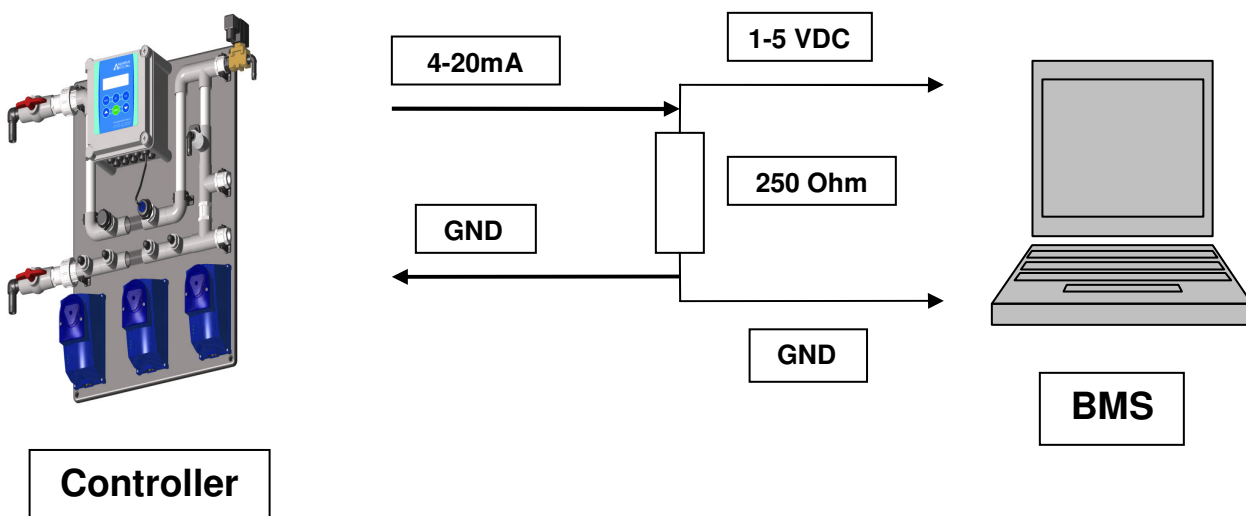 4-20mA
1-5 VDC
250 Ohm
GND
GND
BMS
Controller